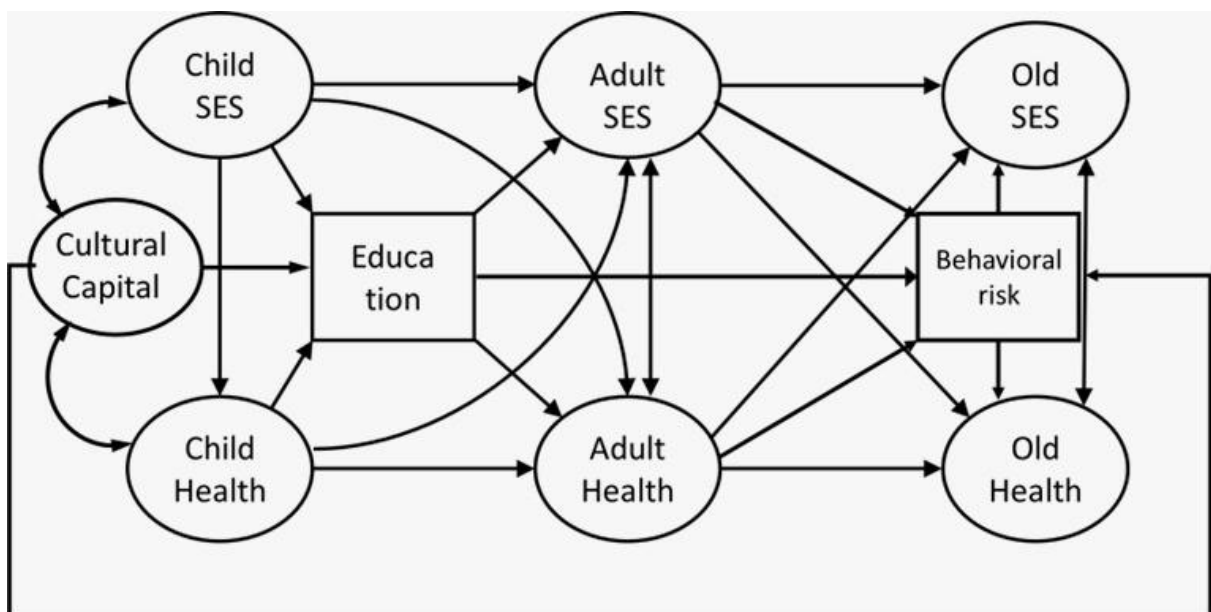 Child
SES
Adult
SES
Old
SES
Cultural
Capital
Educa
tion
Behavioral
risk
Child
Health
Adult
Health
Old
Health